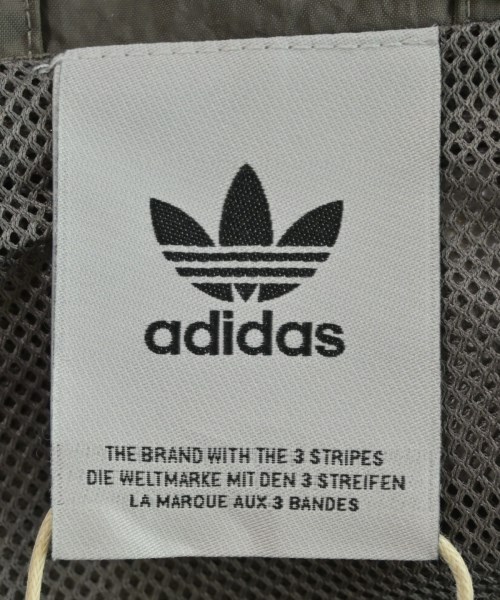 adidas
THE BRAND WITH THE 3 STRIPES
DIE WELTMARKE MIT DEN 3 STREIFEN
LA MARQUE AUX 3 BANDES